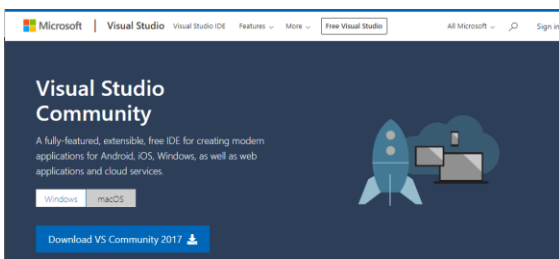 Microsoft Visual Studio Visual Studio IDE Features More Free Visual Studio All Microsoft Sign in
Visual Studio
Community
A fully-featured, extensible, free IDE for creating modern
applications for Android, iOS, Windows, as well as web
applications and cloud services.
Windows macOS
Download VS Community 2017